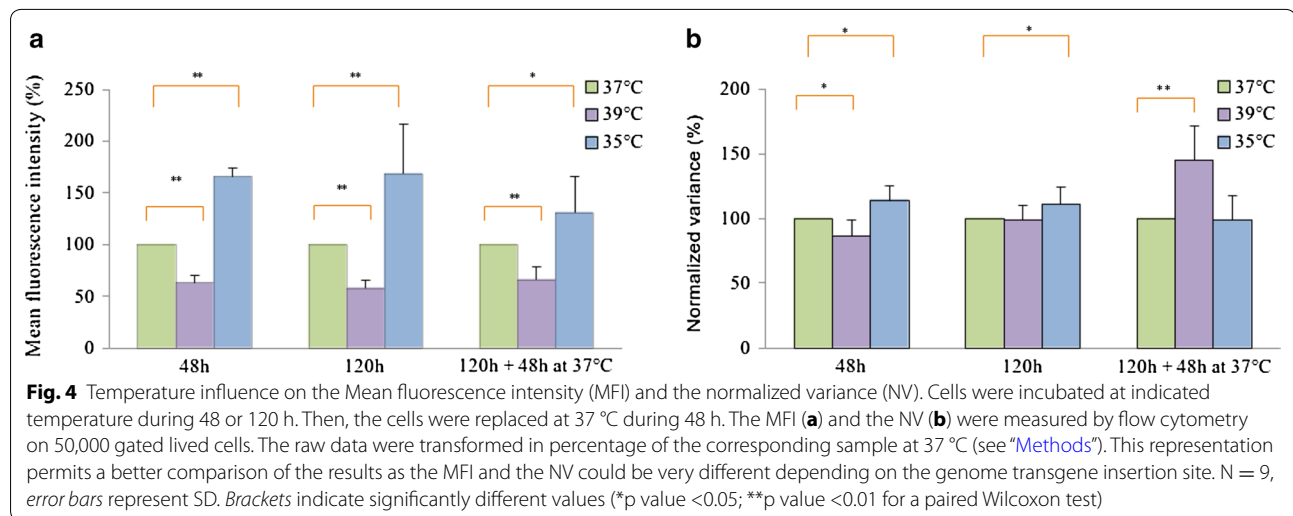 a
b
** ** *
** ** **
Mean fluorescence intensity (%)
250
200
150
100
50
0
37°C
39°C
35°C
48h 120h 120h + 48h at 37°C
* *
* **
Normalized variance (%)
200
150
100
50
0
37°C
39°C
35°C
48h 120h 120h + 48h at 37°C
Fig. 4 Temperature influence on the Mean fluorescence intensity (MFI) and the normalized variance (NV). Cells were incubated at indicated
temperature during 48 or 120 h. Then, the cells were replaced at 37 °C during 48 h. The MFI (a) and the NV (b) were measured by flow cytometry
on 50,000 gated lived cells. The raw data were transformed in percentage of the corresponding sample at 37 °C (see “Methods”). This representation
permits a better comparison of the results as the MFI and the NV could be very different depending on the genome transgene insertion site. N = 9,
error bars represent SD. Brackets indicate significantly different values (*p value <0.05; **p value <0.01 for a paired Wilcoxon test)